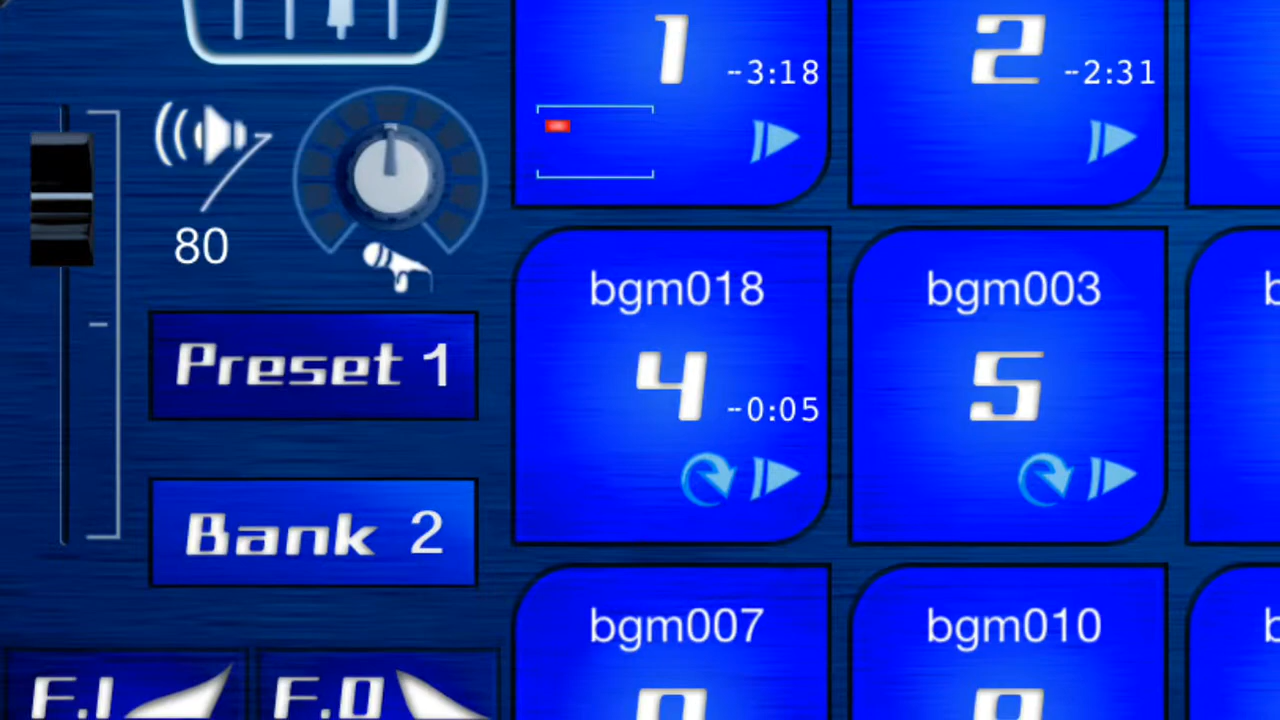 1 -3:18
2 -2:31
80
Preset 1
Bank 2
F.I
F.O
bgm018
4 -0:05
bgm003
5
bgm007
bgm010